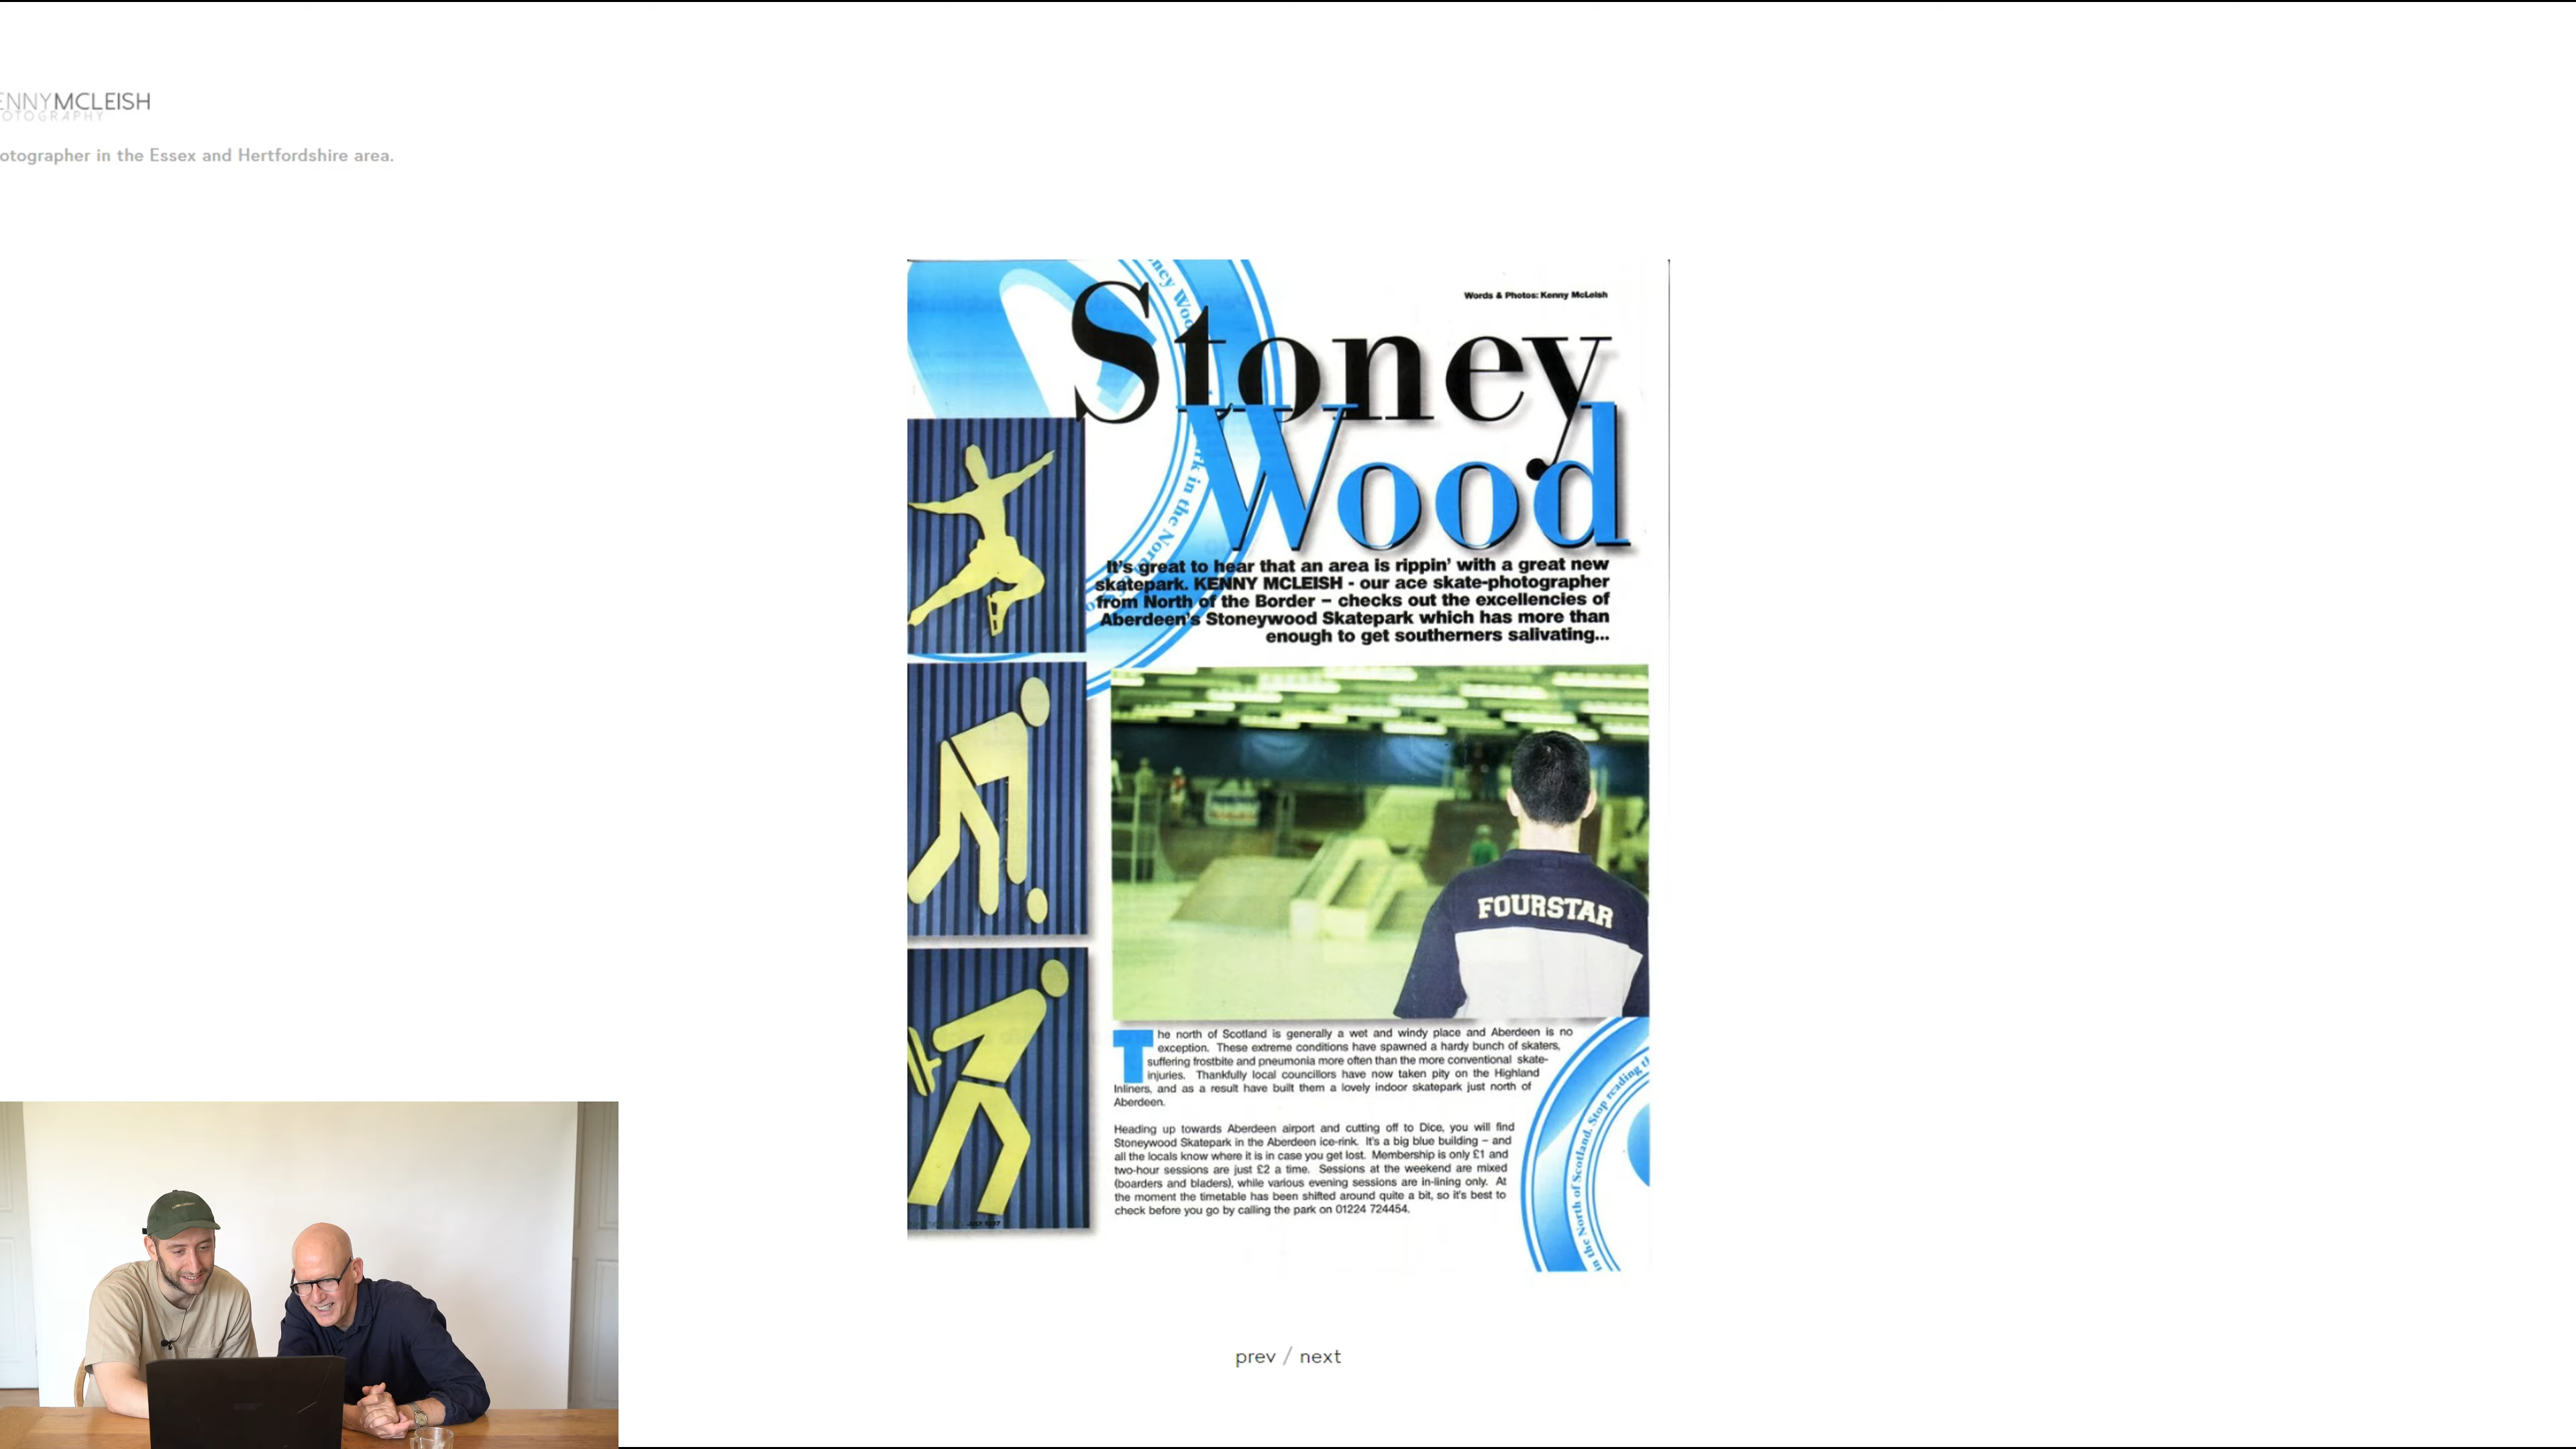 ENNYMCLEISH
OTOGRAPHY
otographer in the Essex and Hertfordshire area.
Words & Photos: Kenny McLeish
Stoney
Wood
It's great to hear that an area is rippin' with a great new
skatepark. KENNY MCLEISH - our ace skate-photographer
from North of the Border – checks out the excellencies of
Aberdeen's Stoneywood Skatepark which has more than
enough to get southerners salivating...
FOURSTAR
The north of Scotland is generally a wet and windy place and Aberdeen is no
exception. These extreme conditions have spawned a hardy bunch of skaters,
suffering frostbite and pneumonia more often than the more conventional skate-
injuries. Thankfully local councillors have now taken pity on the Highland
Inliners, and as a result have built them a lovely indoor skatepark just north of
Aberdeen.
Heading up towards Aberdeen airport and cutting off to Dice, you will find
Stoneywood Skatepark in the Aberdeen ice-rink. It's a big blue building – and
all the locals know where it is in case you get lost. Membership is only £1 and
two-hour sessions are just £2 a time. Sessions at the weekend are mixed
(boarders and bladers), while various evening sessions are in-lining only. At
the moment the timetable has been shifted around quite a bit, so it's best to
check before you go by calling the park on 01224 724454.
in the North of Scotland. Stop reading
prev / next